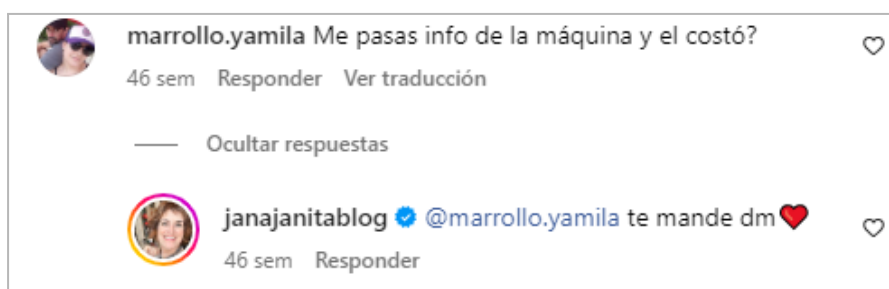 marrollo.yamila Me pasas info de la máquina y el costó?
46 sem Responder Ver traducción
Ocultar respuestas
janajanitablog @marrollo.yamila te mande dm❤️
46 sem Responder